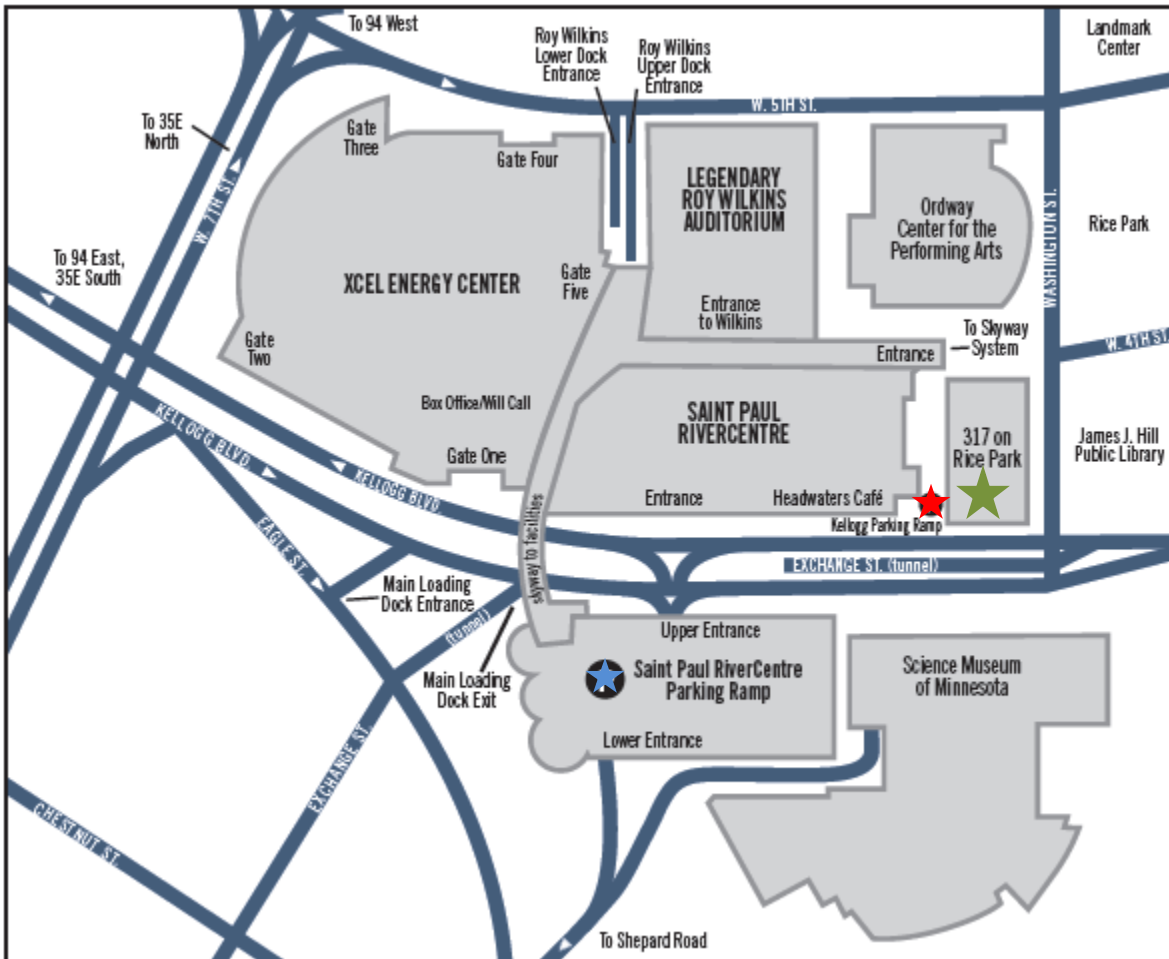 To 94 West
Roy Wilkins
Lower Dock
Entrance
Roy Wilkins
Upper Dock
Entrance
Landmark
Center
W. 5TH ST.
To 35E
North
Gate
Three
Gate Four
LEGENDARY
ROY WILKINS
AUDITORIUM
Ordway
Center for the
Performing Arts
WASHINGTON ST.
Rice Park
W. 7TH ST.
To 94 East,
35E South
XCEL ENERGY CENTER
Gate
Five
Entrance
to Wilkins
Gate
Two
Entrance
To Skyway
System
W. 4TH ST.
Box Office/Will Call
SAINT PAUL
RIVERCENTRE
317 on
Rice Park
James J. Hill
Public Library
KELLOGG BLVD.
Gate One
KELLOGG BLVD.
Entrance
Headwaters Café
Kellogg Parking Ramp
skyway to facilities
EAGLE ST.
EXCHANGE ST. (tunnel)
Main Loading
Dock Entrance
(tunnel)
Upper Entrance
Saint Paul RiverCentre
Parking Ramp
Science Museum
of Minnesota
Main Loading
Dock Exit
Lower Entrance
EXCHANGE ST.
CHESTNUT ST.
To Shepard Road